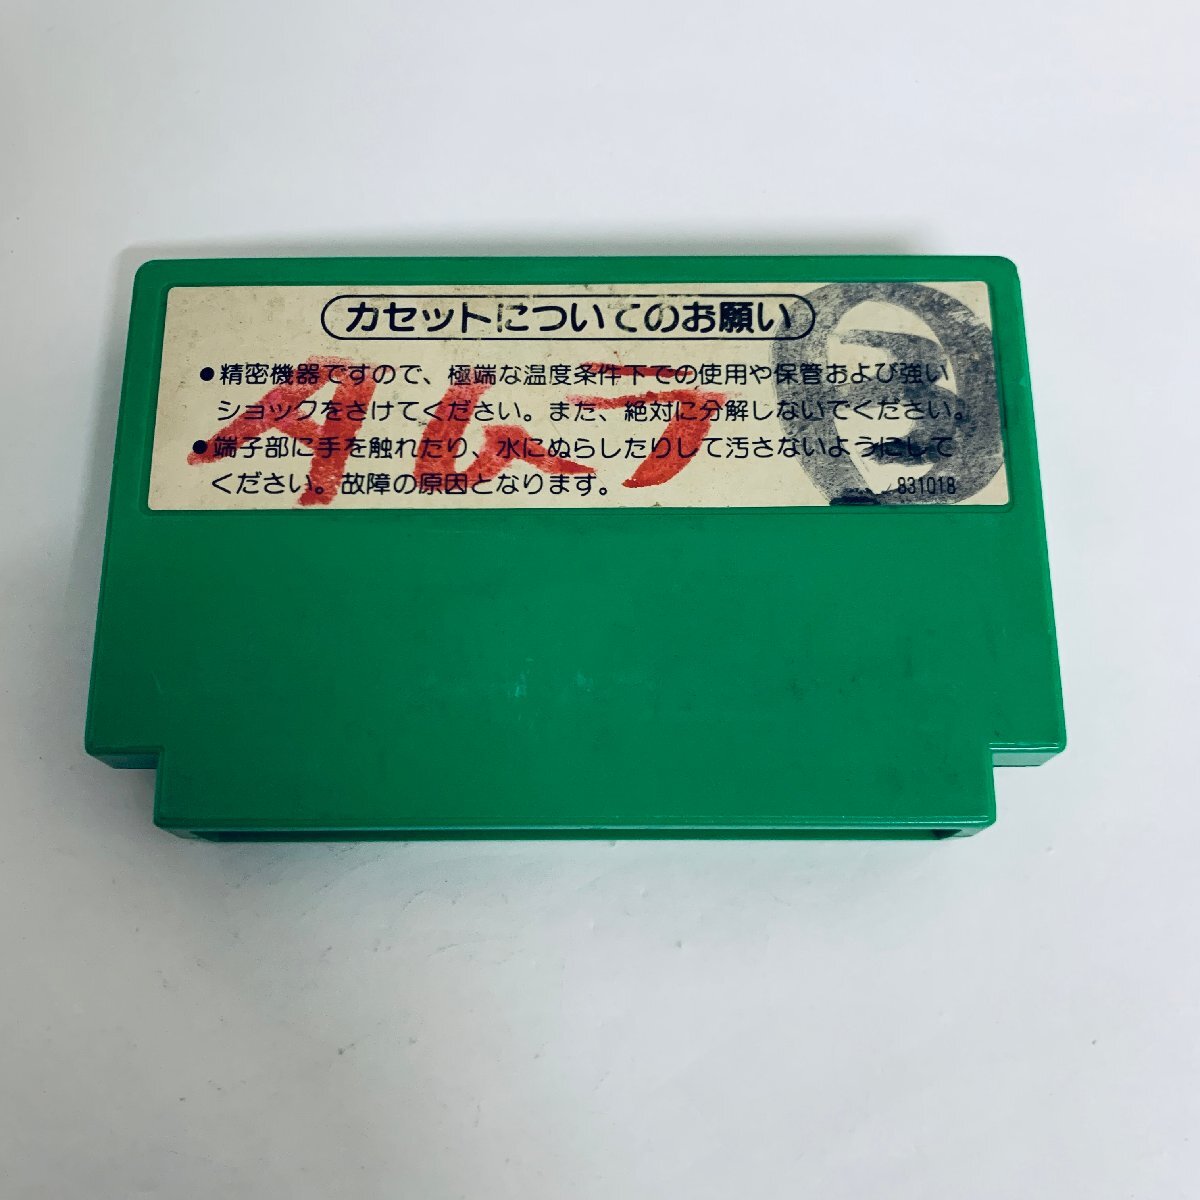 カセットについてのお願い
●精密機器ですので、極端な温度条件下での使用や保管および強い
ショックをさけてください。また、絶対に分解しないでください。
●端子部に手を触れたり、水にぬらしたりして汚さないようにして
ください。故障の原因となります。
831018